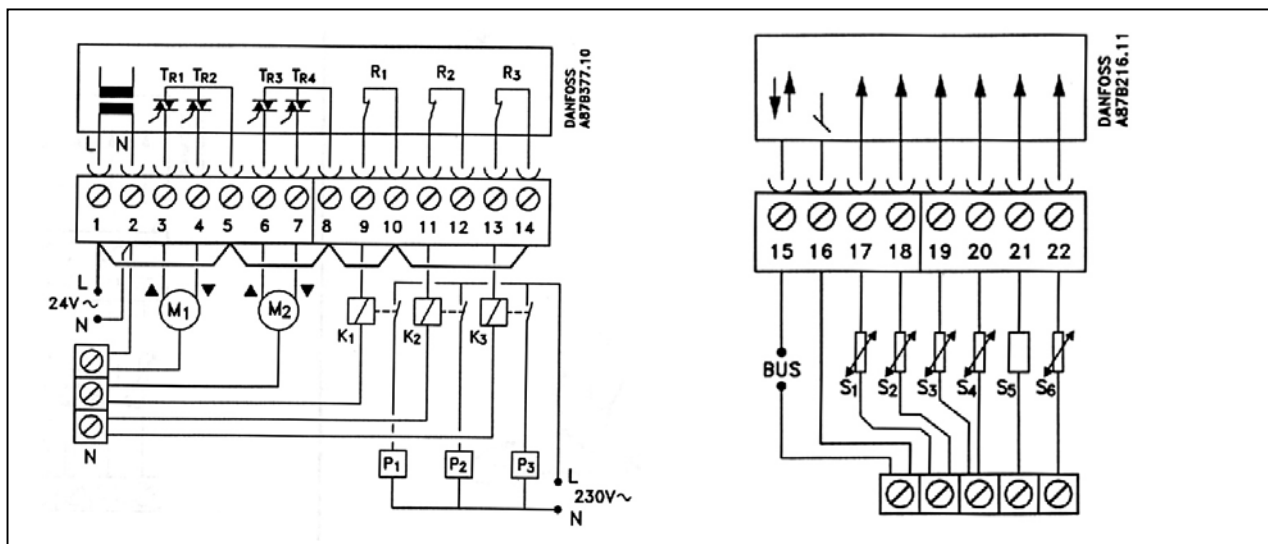 TR1 TR2 TR3 TR4 R1 R2 R3
L N
DANFOSS
A87B377.10
1 2 3 4 5 6 7 8 9 10 11 12 13 14
L
24V~
N
▲ M1 ▼ ▲ M2 ▼
K1 K2 K3
P1 P2 P3
N
L
230V~
N
DANFOSS
A87B216.11
15 16 17 18 19 20 21 22
BUS
S1 S2 S3 S4 S5 S6